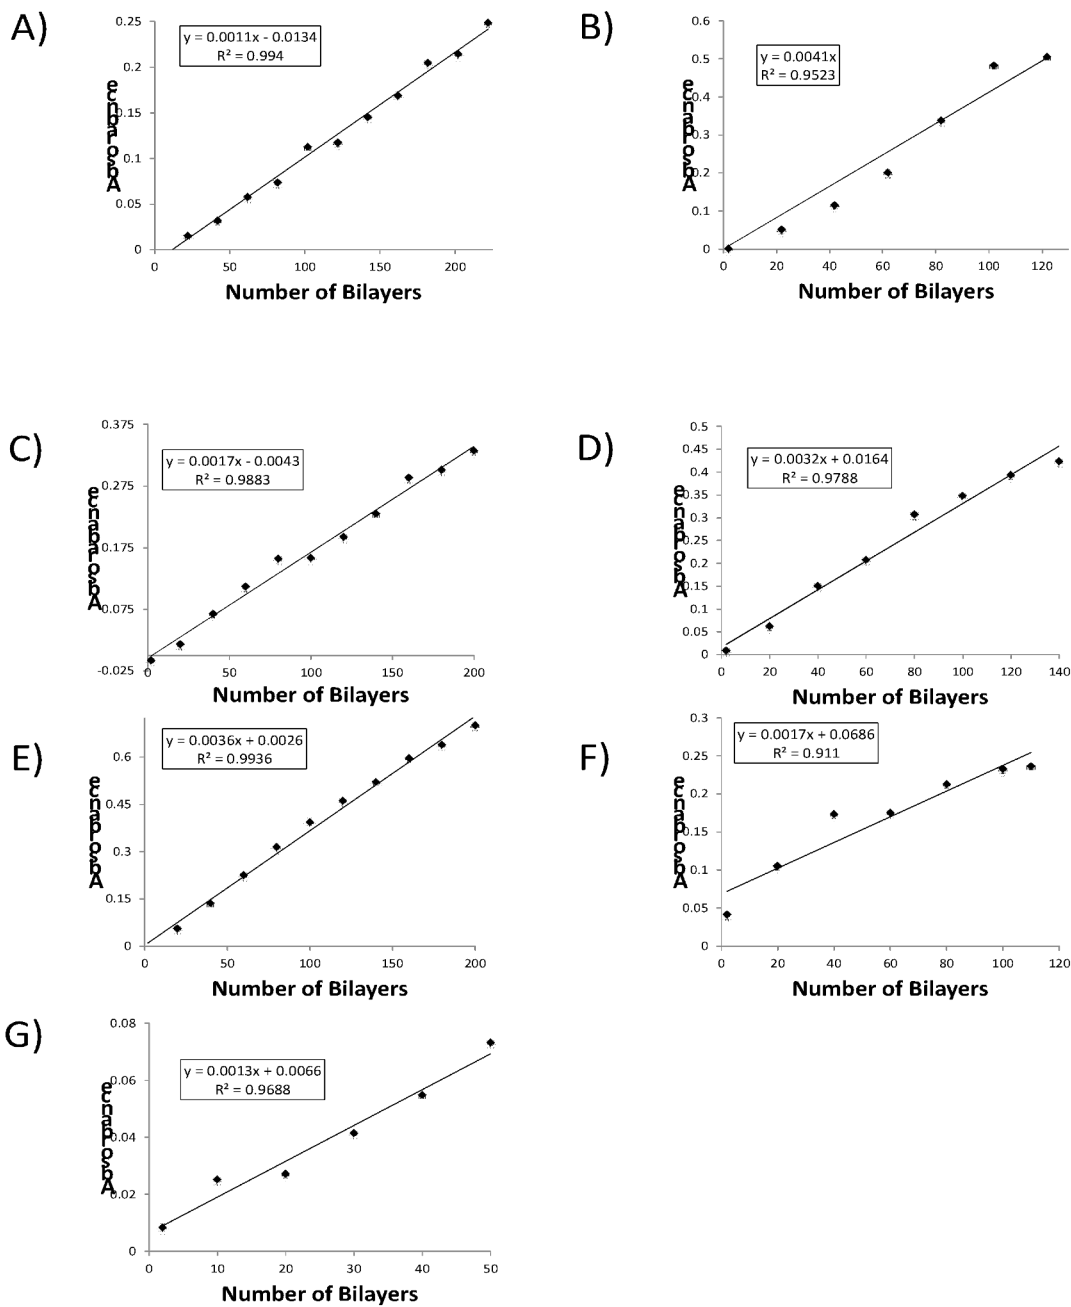 A)
y = 0.0011x - 0.0134
R² = 0.994
Absorbance
0.25
0.15
0.1
0.05
0
0 50 100 150 200
Number of Bilayers
B)
y = 0.0041x
R² = 0.9523
Absorbance
0.6
0.5
0.4
0.3
0.2
0.1
0
0 20 40 60 80 100 120
Number of Bilayers
C)
y = 0.0017x - 0.0043
R² = 0.9883
Absorbance
0.375
0.275
0.175
0.075
-0.025
0 50 100 150 200
Number of Bilayers
D)
y = 0.0032x + 0.0164
R² = 0.9788
Absorbance
0.5
0.45
0.4
0.35
0.3
0.25
0.2
0.15
0.1
0.05
0
0 20 40 60 80 100 120 140
Number of Bilayers
E)
y = 0.0036x + 0.0026
R² = 0.9936
Absorbance
0.6
0.45
0.3
0.15
0
0 50 100 150 200
Number of Bilayers
F)
y = 0.0017x + 0.0686
R² = 0.911
Absorbance
0.3
0.25
0.2
0.15
0.1
0.05
0
0 20 40 60 80 100 120
Number of Bilayers
G)
y = 0.0013x + 0.0066
R² = 0.9688
Absorbance
0.08
0.06
0.04
0.02
0
0 10 20 30 40 50
Number of Bilayers